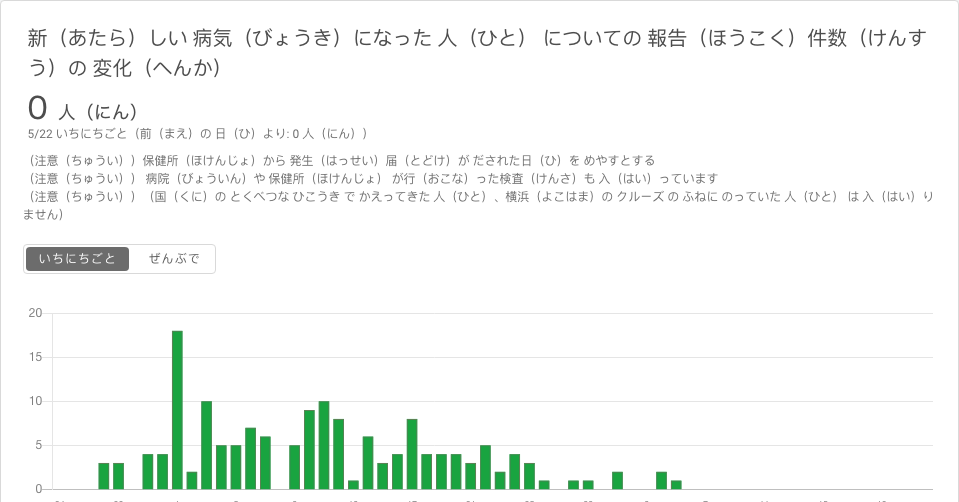 新（あたら）しい 病気（びょうき）になった 人（ひと） についての 報告（ほうこく）件数（けんす
う）の 変化（へんか）
0 人（にん）
5/22 いちにちごと（前（まえ）の 日（ひ）より: 0 人（にん））
（注意（ちゅうい））保健所（ほけんじょ）から 発生（はっせい）届（とどけ）が だされた日（ひ）を めやすとする
（注意（ちゅうい）） 病院（びょういん）や 保健所（ほけんじょ） が行（おこな）った検査（けんさ）も 入（はい）っています
（注意（ちゅうい））（国（くに）の とくべつな ひこうき で かえってきた 人（ひと）、横浜（よこはま）の クルーズ の ふねに のっていた 人（ひと） は 入（はい）り
ません）
いちにちごと ぜんぶで
20
15
10
5
0